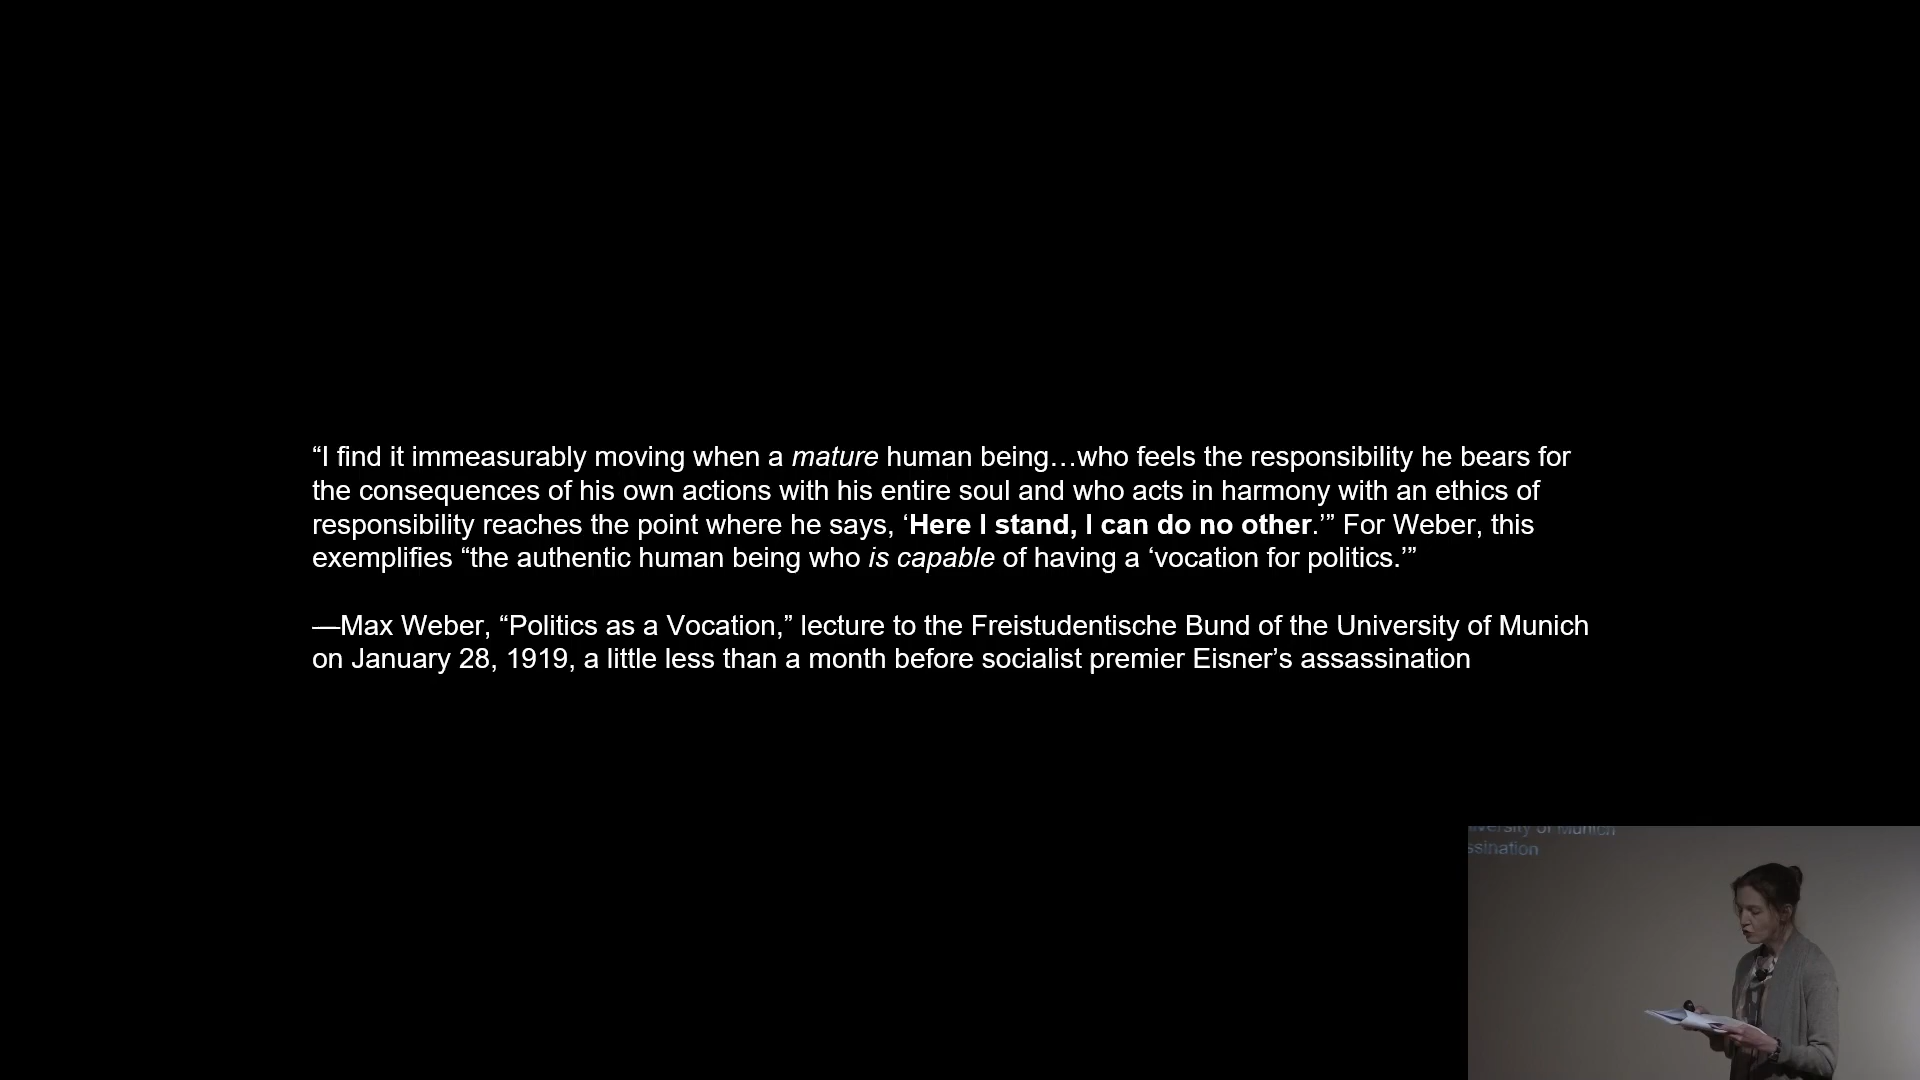 “I find it immeasurably moving when a mature human being…who feels the responsibility he bears for
the consequences of his own actions with his entire soul and who acts in harmony with an ethics of
responsibility reaches the point where he says, ‘Here I stand, I can do no other.’” For Weber, this
exemplifies “the authentic human being who is capable of having a ‘vocation for politics.’”
—Max Weber, “Politics as a Vocation,” lecture to the Freistudentische Bund of the University of Munich
on January 28, 1919, a little less than a month before socialist premier Eisner’s assassination
iversity of Munich
ssination